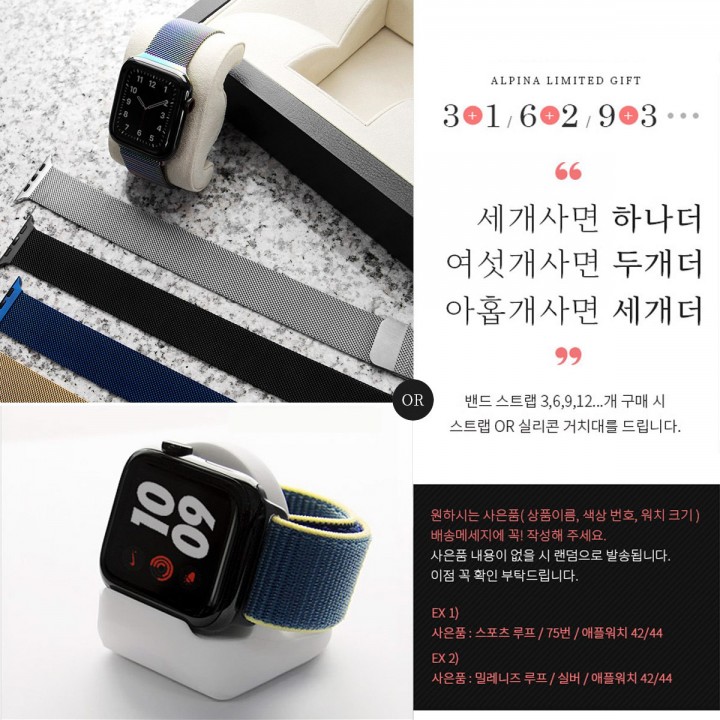 ALPINA LIMITED GIFT
3+1 / 6+2 / 9+3 •••
“
세개사면 하나더
여섯개사면 두개더
아홉개사면 세개더
”
OR
밴드 스트랩 3,6,9,12...개 구매 시
스트랩 OR 실리콘 거치대를 드립니다.
10
09
원하시는 사은품( 상품이름, 색상 번호, 워치 크기 )
배송메세지에 꼭! 작성해 주세요.
사은품 내용이 없을 시 랜덤으로 발송됩니다.
이점 꼭 확인 부탁드립니다.
EX 1)
사은품 : 스포츠 루프 / 75번 / 애플워치 42/44
EX 2)
사은품 : 밀레니즈 루프 / 실버 / 애플워치 42/44